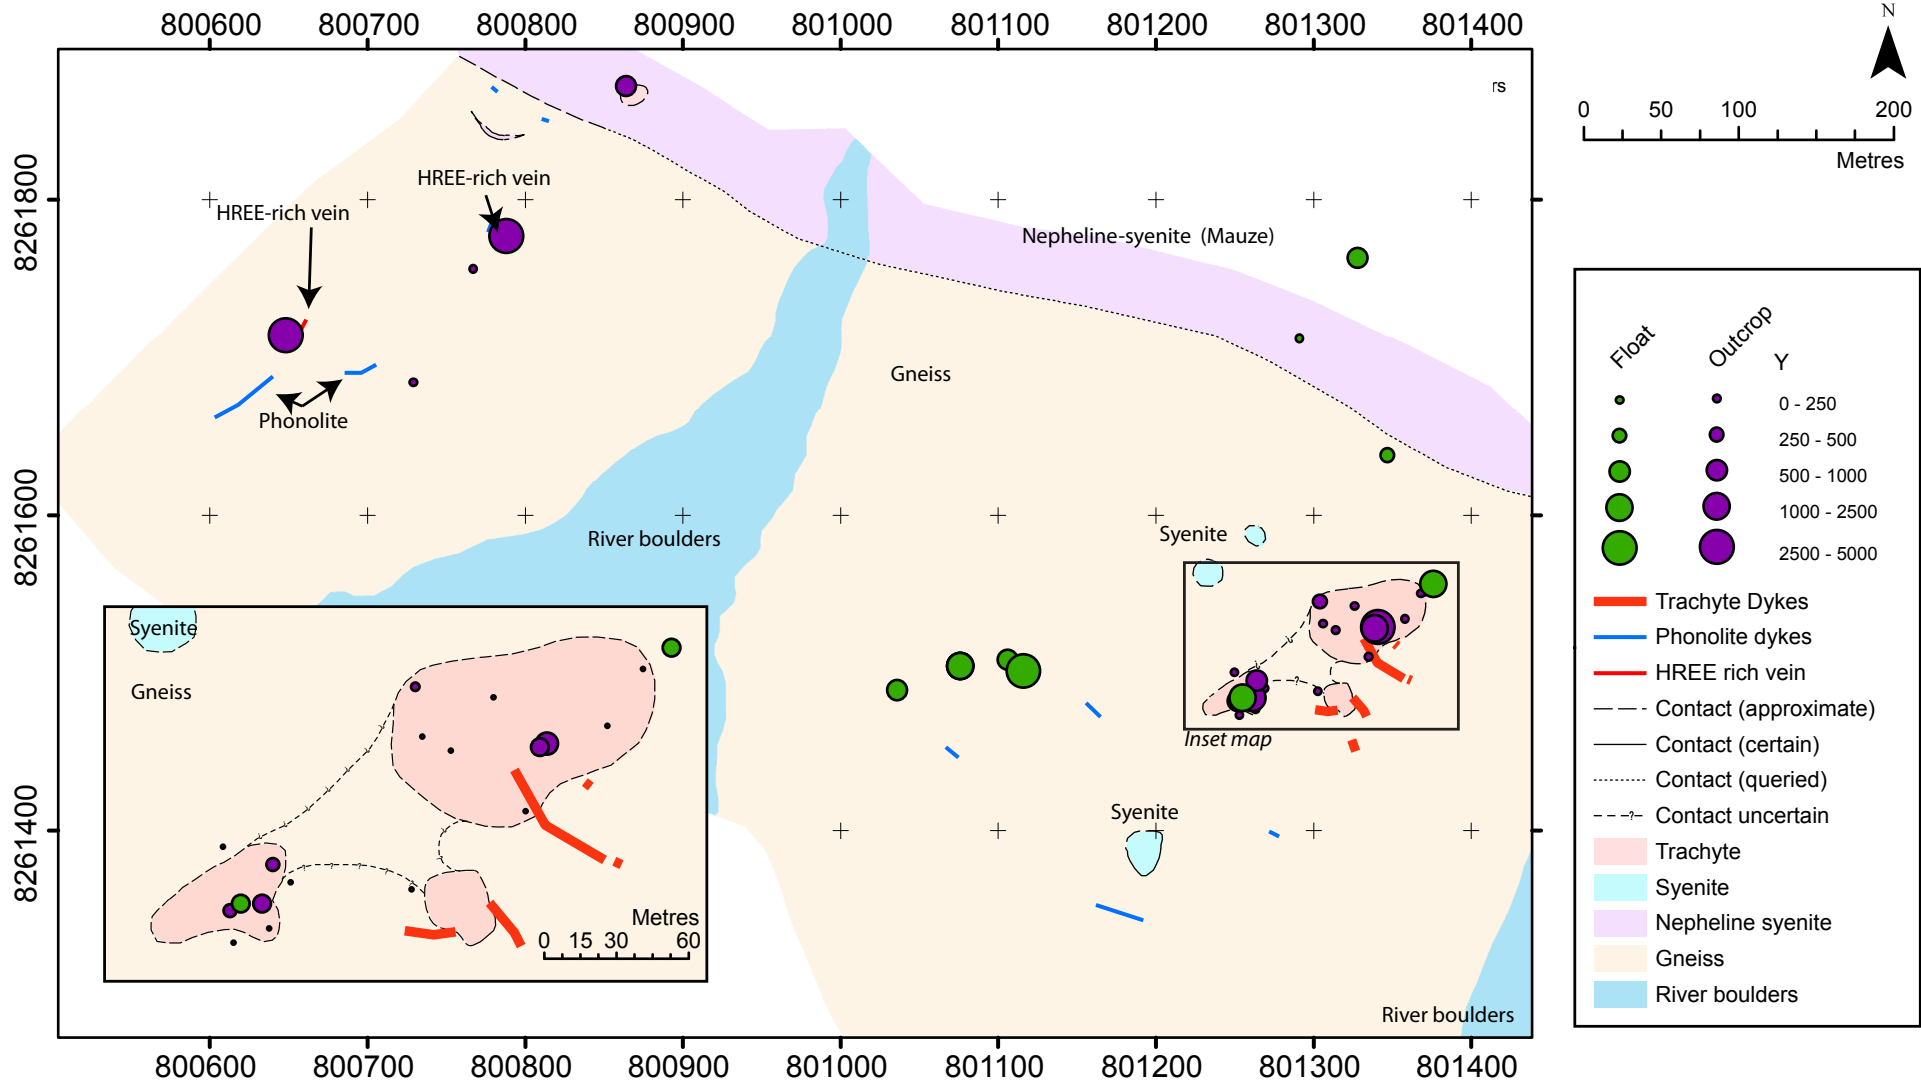 800600 800700 800800 800900 801000 801100 801200 801300 801400
N
rs
0 50 100 200
Metres
8261800
8261600
8261400
HREE-rich vein
HREE-rich vein
Nepheline-syenite (Mauze)
Gneiss
Phonolite
River boulders
Syenite
Inset map
Syenite
River boulders
Syenite
Gneiss
Metres
0 15 30 60
Float Outcrop Y
0 - 250
250 - 500
500 - 1000
1000 - 2500
2500 - 5000
Trachyte Dykes
Phonolite dykes
HREE rich vein
Contact (approximate)
Contact (certain)
Contact (queried)
-?- Contact uncertain
Trachyte
Syenite
Nepheline syenite
Gneiss
River boulders
800600 800700 800800 800900 801000 801100 801200 801300 801400